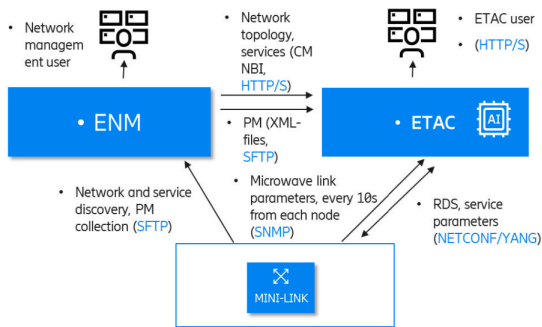 • Network
managem
ent user
• Network
topology,
services (CM
NBI,
HTTP/S)
• ETAC user
• (HTTP/S)
• ENM
• PM (XML-
files,
SFTP)
• ETAC
AI
• Network and service
discovery, PM
collection (SFTP)
• Microwave link
parameters, every 10s
from each node
(SNMP)
• RDS, service
parameters
(NETCONF/YANG)
MINI-LINK